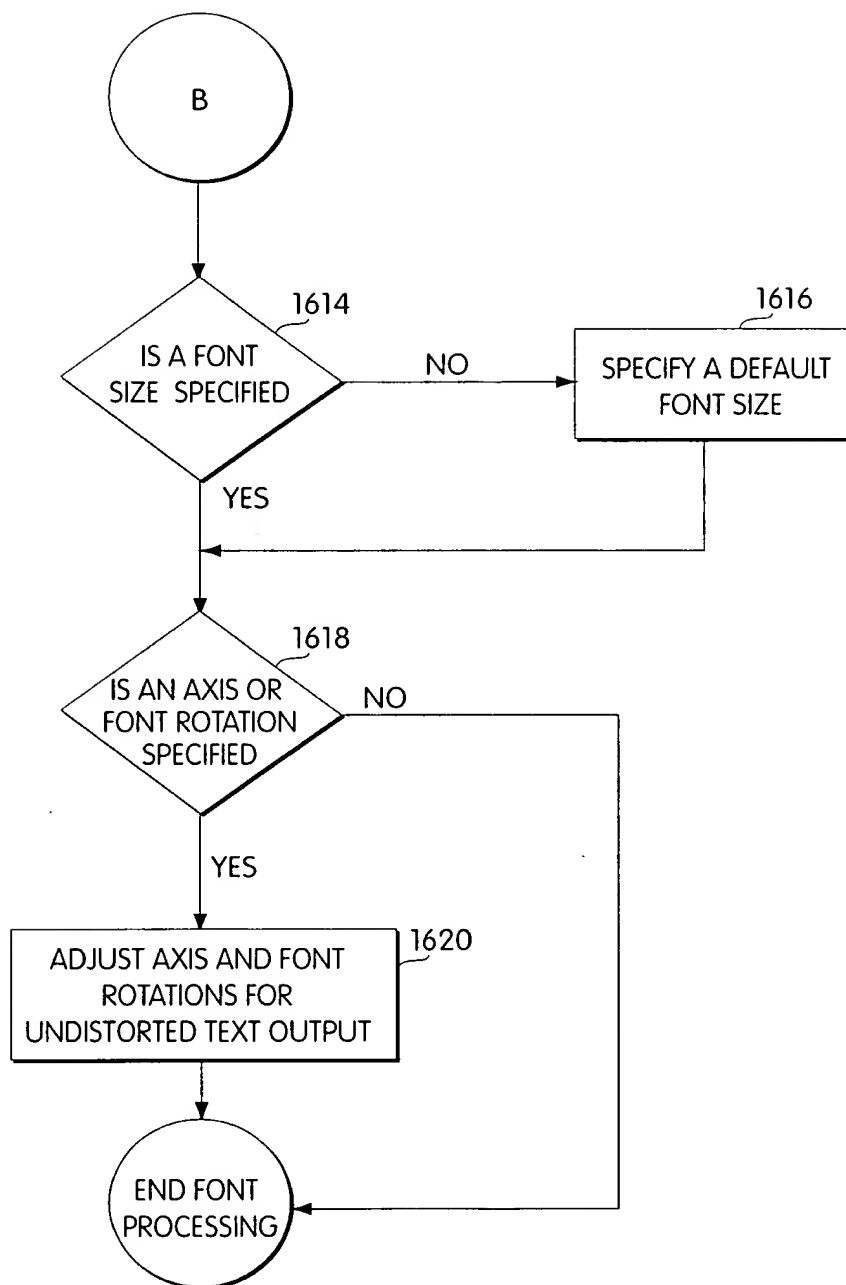 B
1614
IS A FONT
SIZE SPECIFIED
NO
1616
SPECIFY A DEFAULT
FONT SIZE
YES
1618
IS AN AXIS OR
FONT ROTATION
SPECIFIED
NO
YES
1620
ADJUST AXIS AND FONT
ROTATIONS FOR
UNDISTORTED TEXT OUTPUT
END FONT
PROCESSING